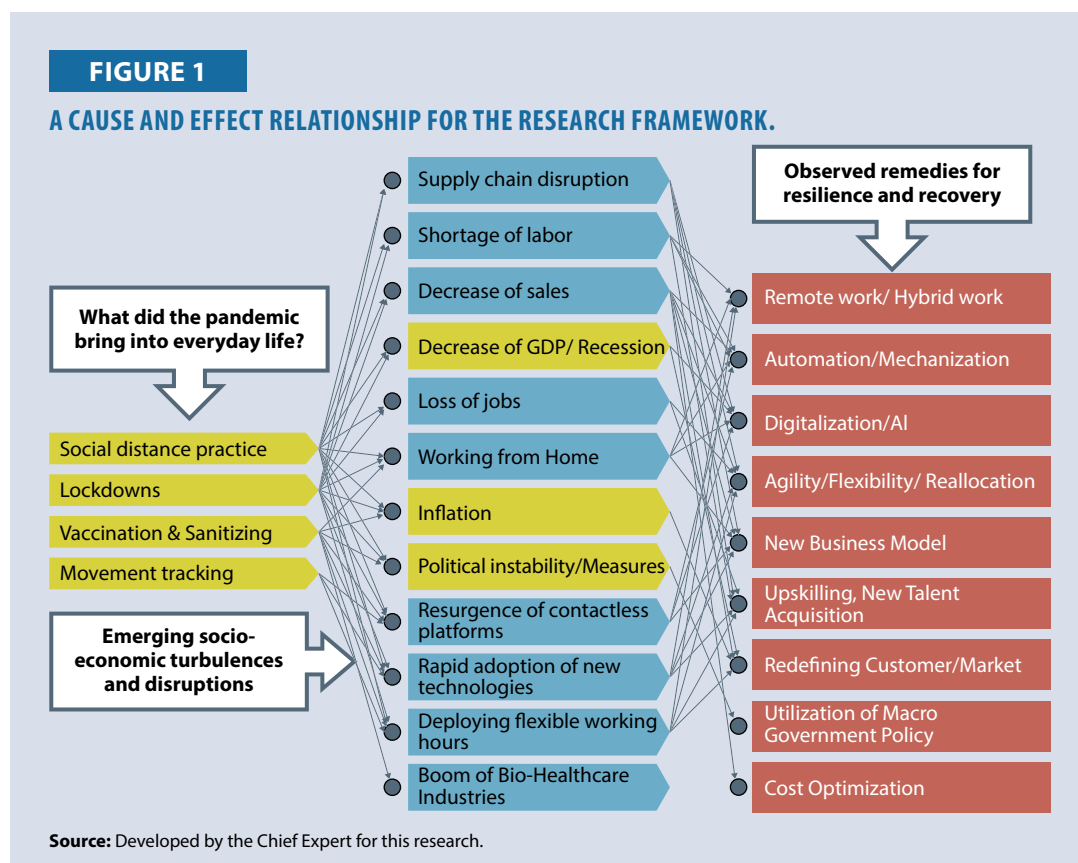 FIGURE 1
A CAUSE AND EFFECT RELATIONSHIP FOR THE RESEARCH FRAMEWORK.
What did the pandemic
bring into everyday life?
Social distance practice
Lockdowns
Vaccination & Sanitizing
Movement tracking
Emerging socio-
economic turbulences
and disruptions
Supply chain disruption
Shortage of labor
Decrease of sales
Decrease of GDP/ Recession
Loss of jobs
Working from Home
Inflation
Political instability/Measures
Resurgence of contactless
platforms
Rapid adoption of new
technologies
Deploying flexible working
hours
Boom of Bio-Healthcare
Industries
Observed remedies for
resilience and recovery
Remote work/ Hybrid work
Automation/Mechanization
Digitalization/AI
Agility/Flexibility/ Reallocation
New Business Model
Upskilling, New Talent
Acquisition
Redefining Customer/Market
Utilization of Macro
Government Policy
Cost Optimization
Source: Developed by the Chief Expert for this research.